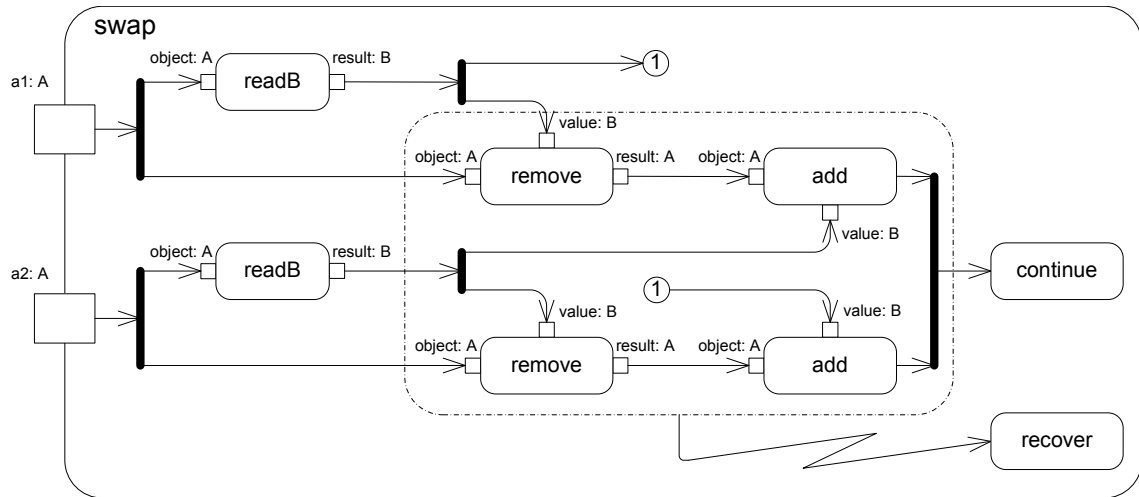 swap
a1: A
object: A
readB
result: B
1
value: B
object: A
remove
result: A
object: A
add
value: B
a2: A
object: A
readB
result: B
continue
1
value: B
value: B
object: A
remove
result: A
object: A
add
recover